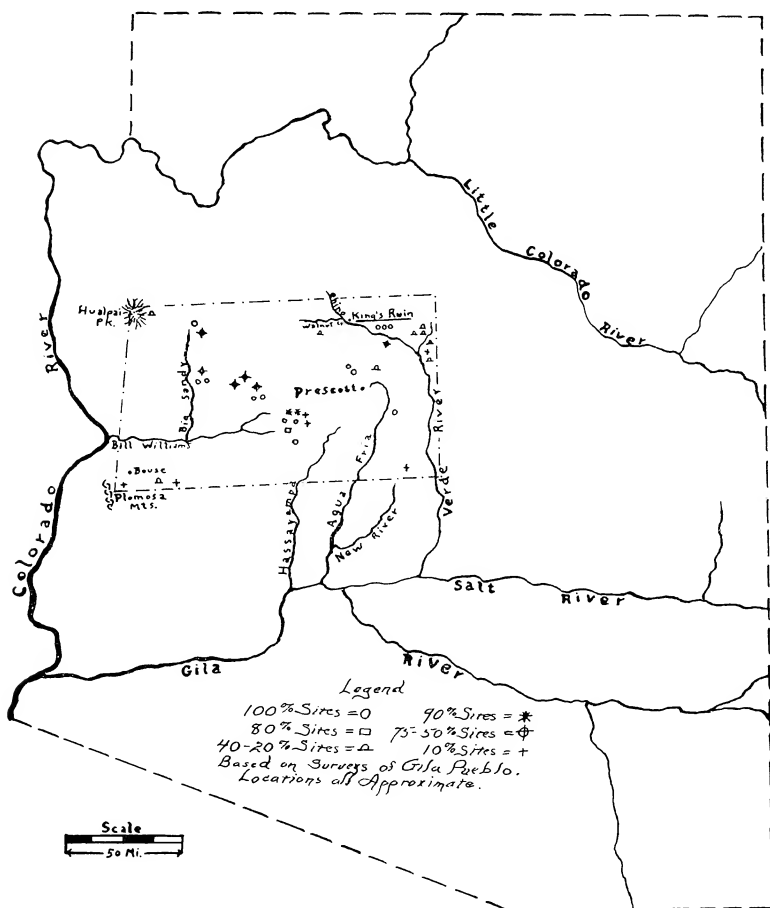 Little
Colorado
River
Hualpai
Pk.
Chino
Walnut Cr.
King's Ruin
River
Big Sandy
Prescott
Bill Williams
River
Verde
Agua Fria
Hassayampa
New River
Bouse
Plomosa
Mts.
Colorado
Salt
River
Gila
River
Legend
100% Sites = O
90% Sites = ✱
80% Sites = □
75-50% Sites =
40-20% Sites = △
10% Sites = +
Based on Surveys of Gila Pueblo.
Locations all Approximate.
Scale
50 Mi.